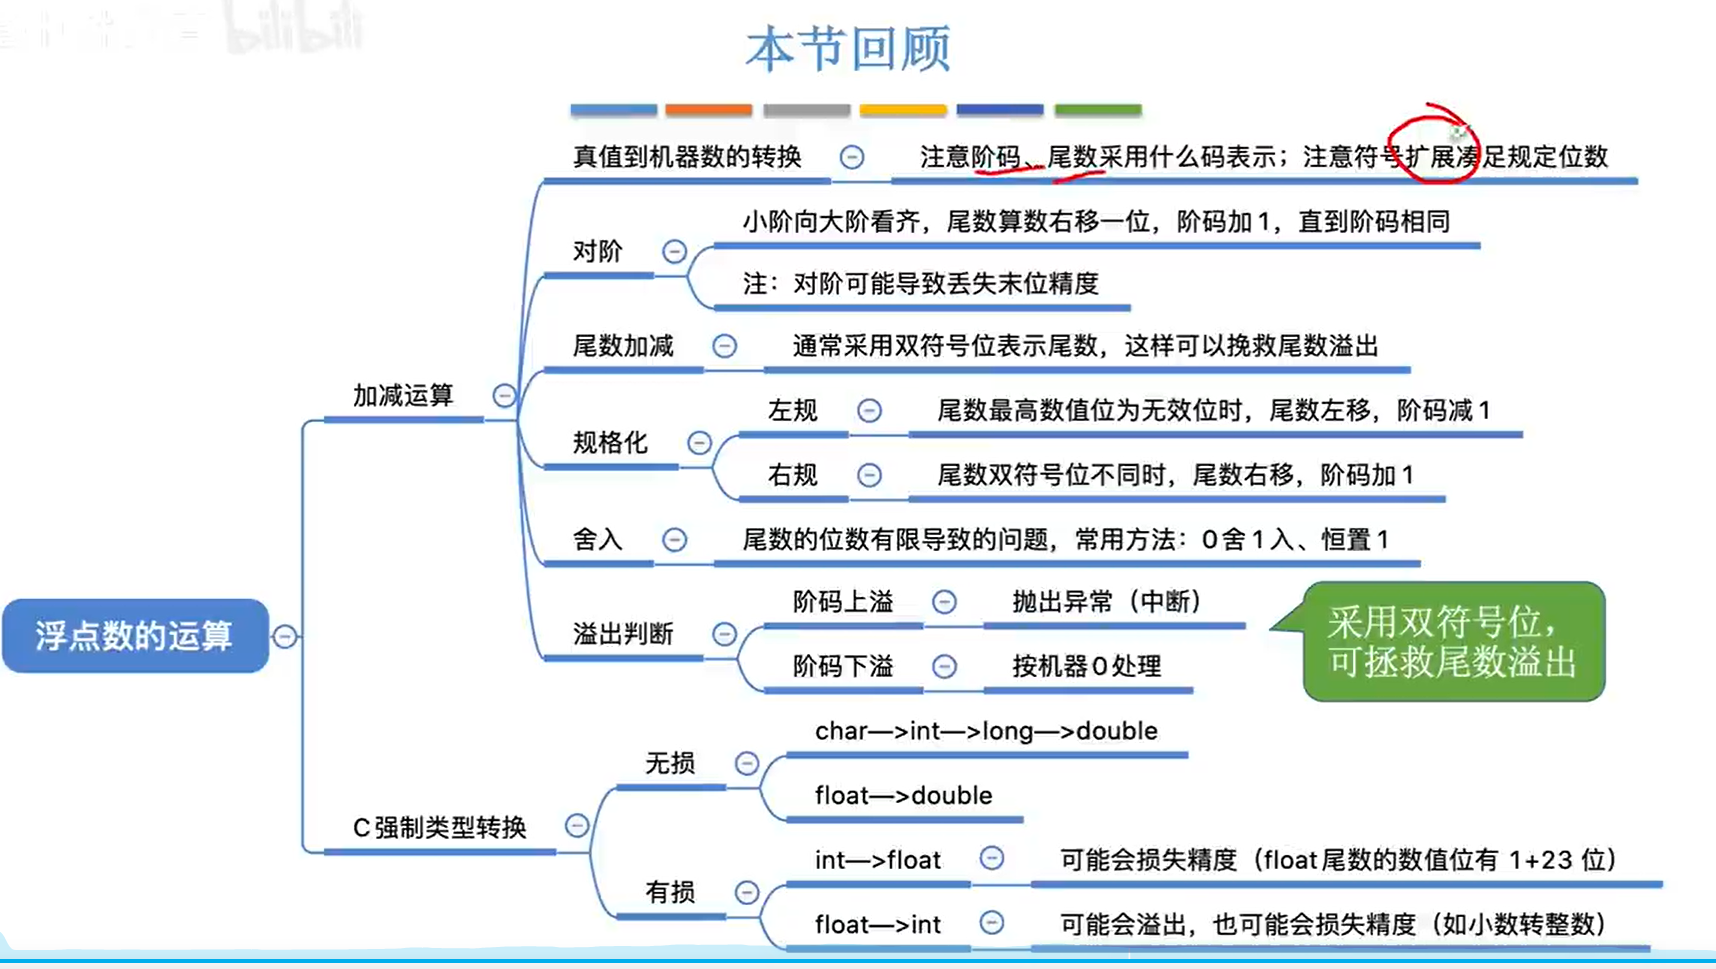 bilibili
本节回顾
真值到机器数的转换
注意阶码、尾数采用什么码表示；注意符号扩展凑足规定位数
对阶
小阶向大阶看齐，尾数算数右移一位，阶码加1，直到阶码相同
注：对阶可能导致丢失末位精度
尾数加减
通常采用双符号位表示尾数，这样可以挽救尾数溢出
加减运算
规格化
左规
尾数最高数值位为无效位时，尾数左移，阶码减1
右规
尾数双符号位不同时，尾数右移，阶码加1
舍入
尾数的位数有限导致的问题，常用方法：0舍1入、恒置1
溢出判断
阶码上溢
抛出异常（中断）
阶码下溢
按机器0处理
采用双符号位，
可拯救尾数溢出
浮点数的运算
C强制类型转换
无损
char—>int—>long—>double
float—>double
有损
int—>float
可能会损失精度（float尾数的数值位有 1+23 位）
float—>int
可能会溢出，也可能会损失精度（如小数转整数）